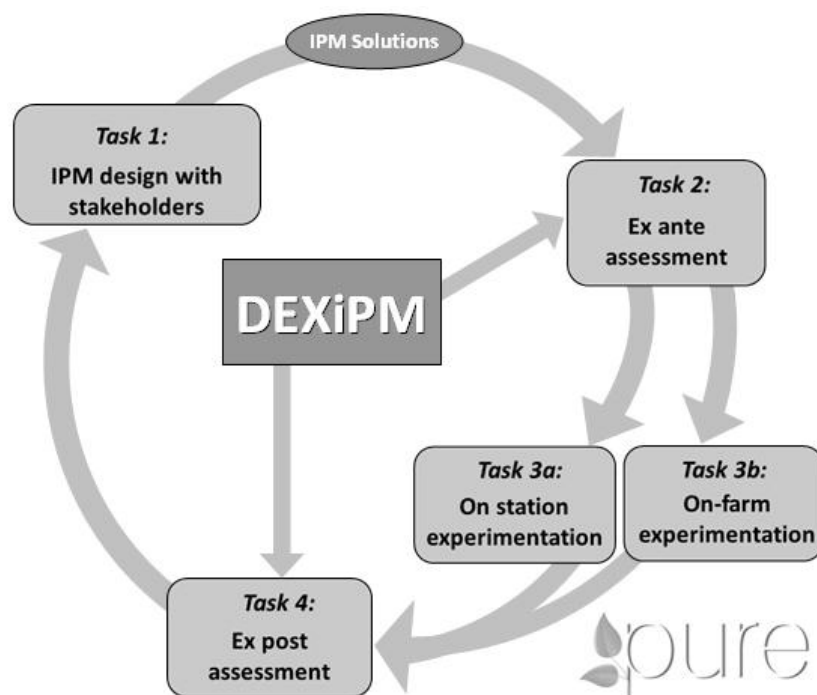 IPM Solutions
Task 1:
IPM design with
stakeholders
Task 2:
Ex ante
assessment
DEXiPM
Task 3a:
On station
experimentation
Task 3b:
On-farm
experimentation
Task 4:
Ex post
assessment
pure